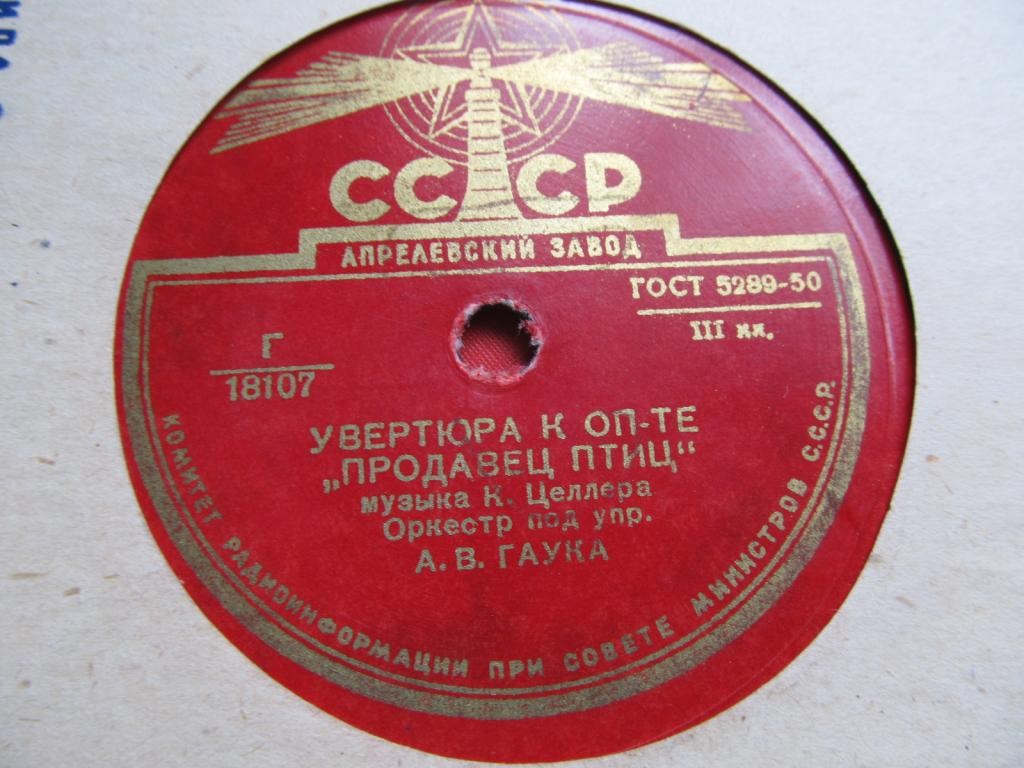 СССР
АПРЕЛЕВСКИЙ ЗАВОД
ГОСТ 5289-50
III кл.
Г
18107
УВЕРТЮРА К ОП-ТЕ
„ПРОДАВЕЦ ПТИЦ“
музыка К. Целлера
Оркестр под упр.
А. В. ГАУКА
КОМИТЕТ РАДИОИНФОРМАЦИИ ПРИ СОВЕТЕ МИНИСТРОВ С.С.С.Р.